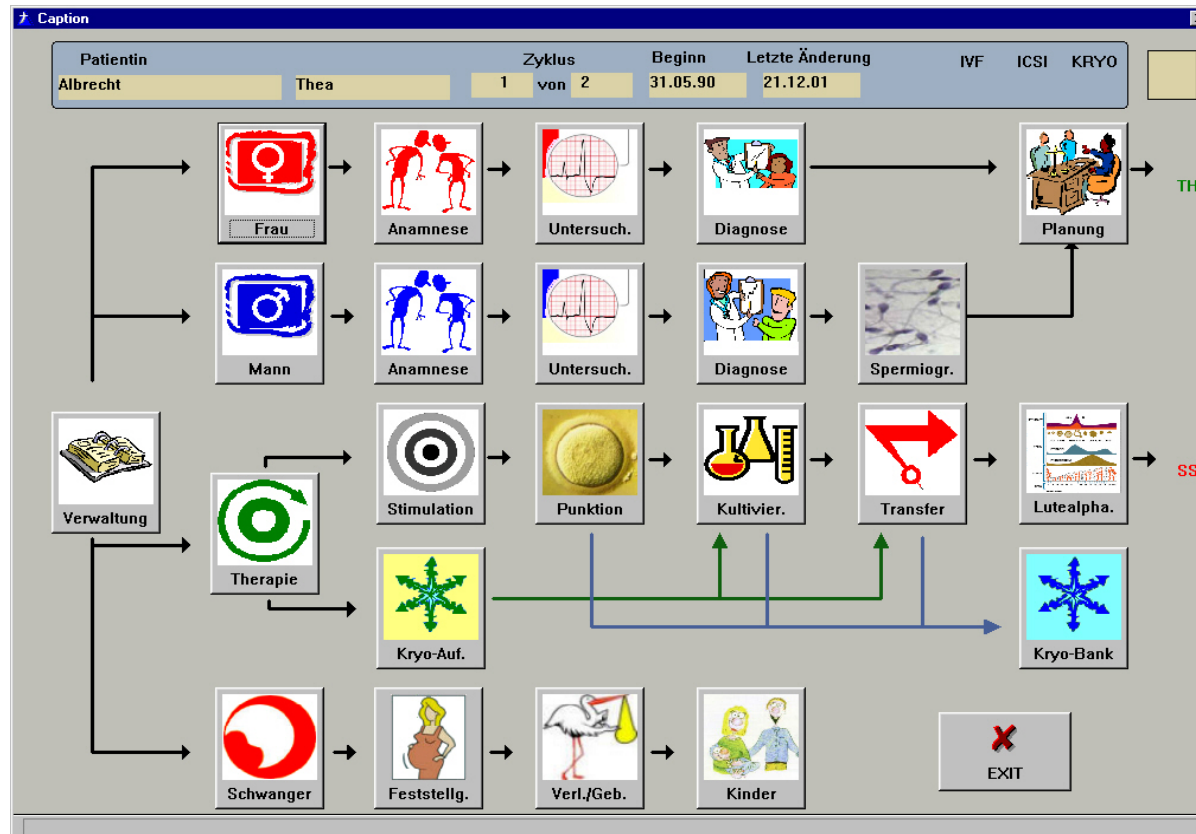 Caption
Patientin Zyklus Beginn Letzte Änderung IVF ICSI KRYO
Albrecht Thea 1 von 2 31.05.90 21.12.01
Frau Anamnese Untersuch. Diagnose Planung
TH
Mann Anamnese Untersuch. Diagnose Spermiogr.
Verwaltung
Stimulation Punktion Kultivier. Transfer Lutealpha.
SS
Therapie
Kryo-Auf. Kryo-Bank
Schwanger Feststellg. Verl./Geb. Kinder
EXIT